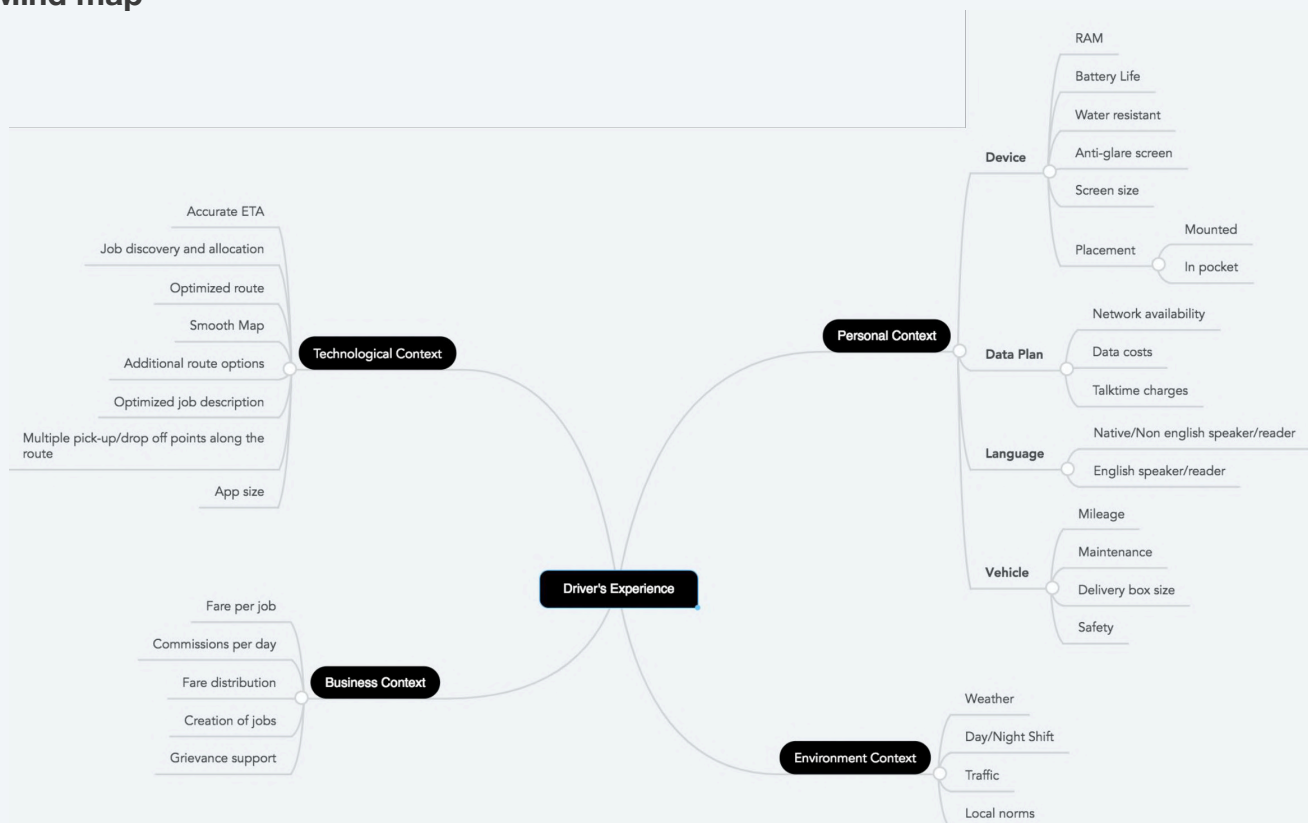 Mind map
RAM
Battery Life
Water resistant
Anti-glare screen
Screen size
Device
Placement
Mounted
In pocket
Personal Context
Network availability
Data costs
Talktime charges
Data Plan
Native/Non english speaker/reader
English speaker/reader
Language
Mileage
Maintenance
Delivery box size
Safety
Vehicle
Accurate ETA
Job discovery and allocation
Optimized route
Smooth Map
Additional route options
Optimized job description
Multiple pick-up/drop off points along the
route
App size
Technological Context
Driver's Experience
Fare per job
Commissions per day
Fare distribution
Creation of jobs
Grievance support
Business Context
Environment Context
Weather
Day/Night Shift
Traffic
Local norms